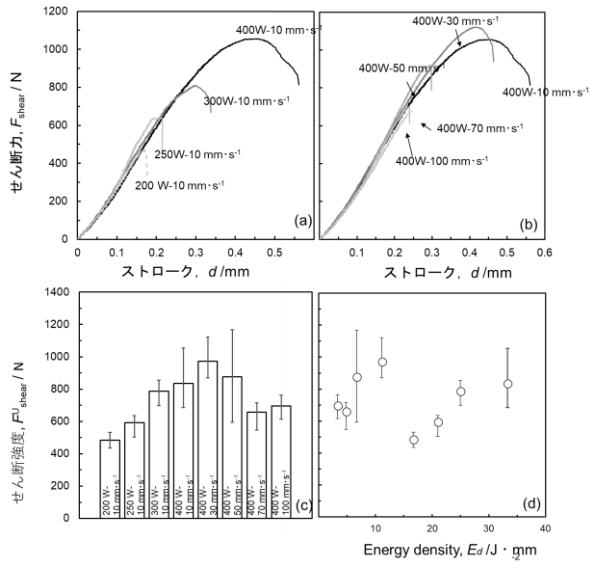 1200
1000
800
600
400
200
0
せん断力, Fshear / N
400W-10 mm・s-1
300W-10 mm・s-1
250W-10 mm・s-1
200 W-10 mm・s-1
(a)
0 0.1 0.2 0.3 0.4 0.5
ストローク, d /mm
400W-30 mm・s-1
400W-50 mm・s-1
400W-10 mm・s-1
400W-70 mm・s-1
400W-100 mm・s-1
(b)
0 0.1 0.2 0.3 0.4 0.5 0.6
ストローク, d /mm
1400
1200
1000
800
600
400
200
0
せん断強度, FUshear / N
200 W-
10 mm・s-1
250 W-
10 mm・s-1
300 W-
10 mm・s-1
400 W-
10 mm・s-1
400 W-
30 mm・s-1
400 W-
50 mm・s-1
400 W-
70 mm・s-1
400 W-
100 mm・s-1
(c)
(d)
10 20 30 40
Energy density, Ed /J・mm
-2